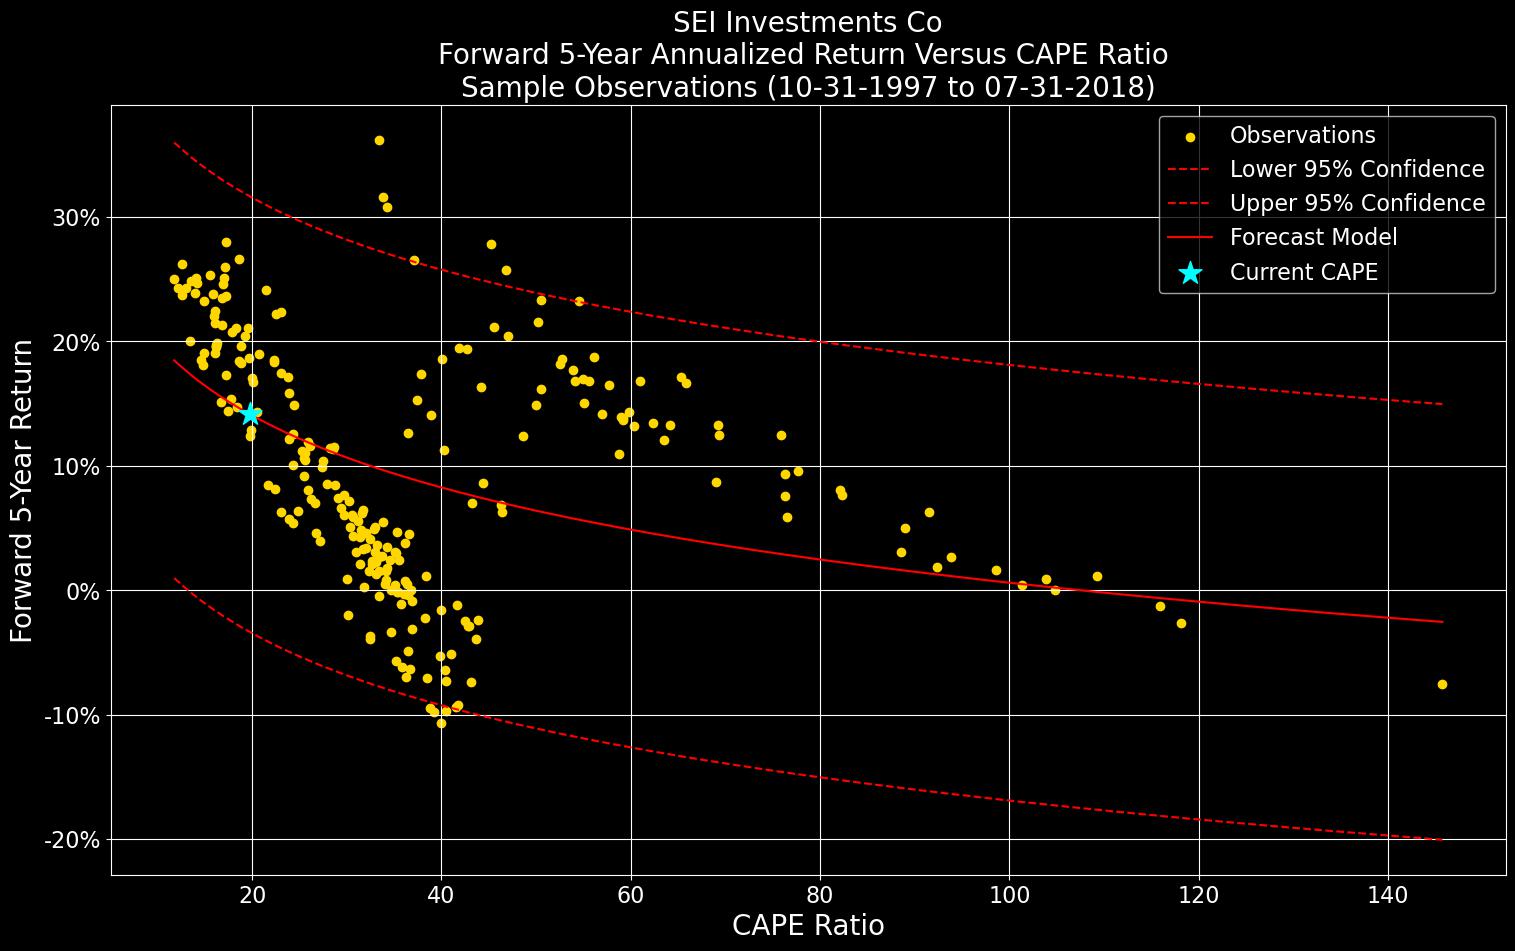 SEI Investments Co
Forward 5-Year Annualized Return Versus CAPE Ratio
Sample Observations (10-31-1997 to 07-31-2018)
Observations
Lower 95% Confidence
Upper 95% Confidence
Forecast Model
Current CAPE
Forward 5-Year Return
30%
20%
10%
0%
-10%
-20%
20 40 60 80 100 120 140
CAPE Ratio